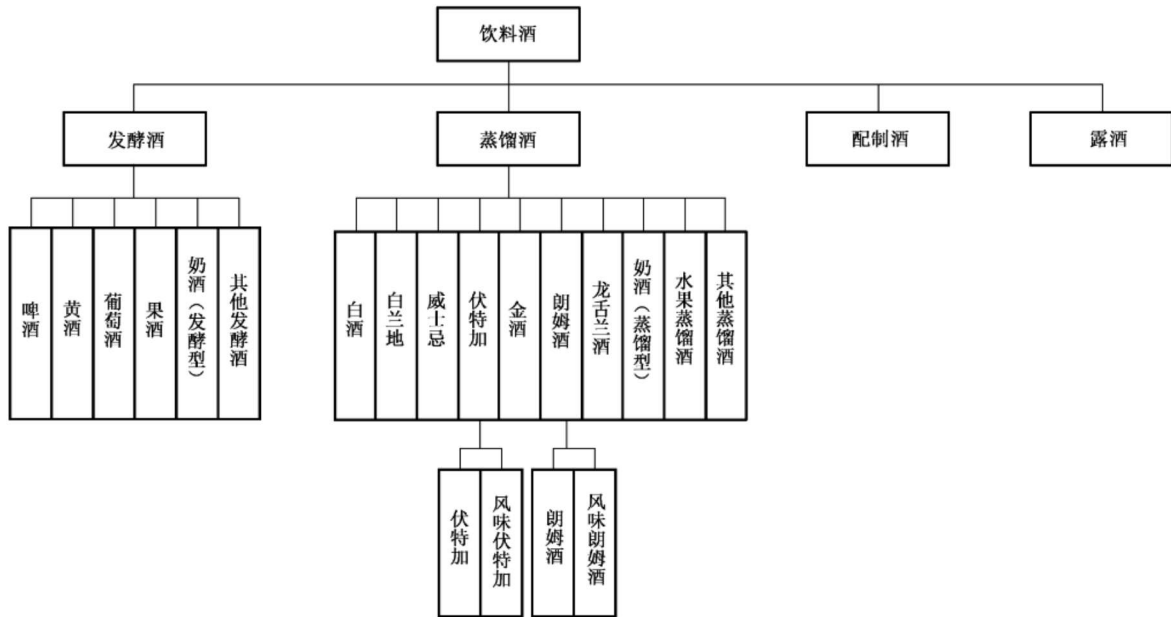 饮料酒
发酵酒
蒸馏酒
配制酒
露酒
啤酒
黄酒
葡萄酒
果酒
奶酒（发酵型）
其他发酵酒
白酒
白兰地
威士忌
伏特加
金酒
朗姆酒
龙舌兰酒
奶酒（蒸馏型）
水果蒸馏酒
其他蒸馏酒
伏特加
风味伏特加
朗姆酒
风味朗姆酒